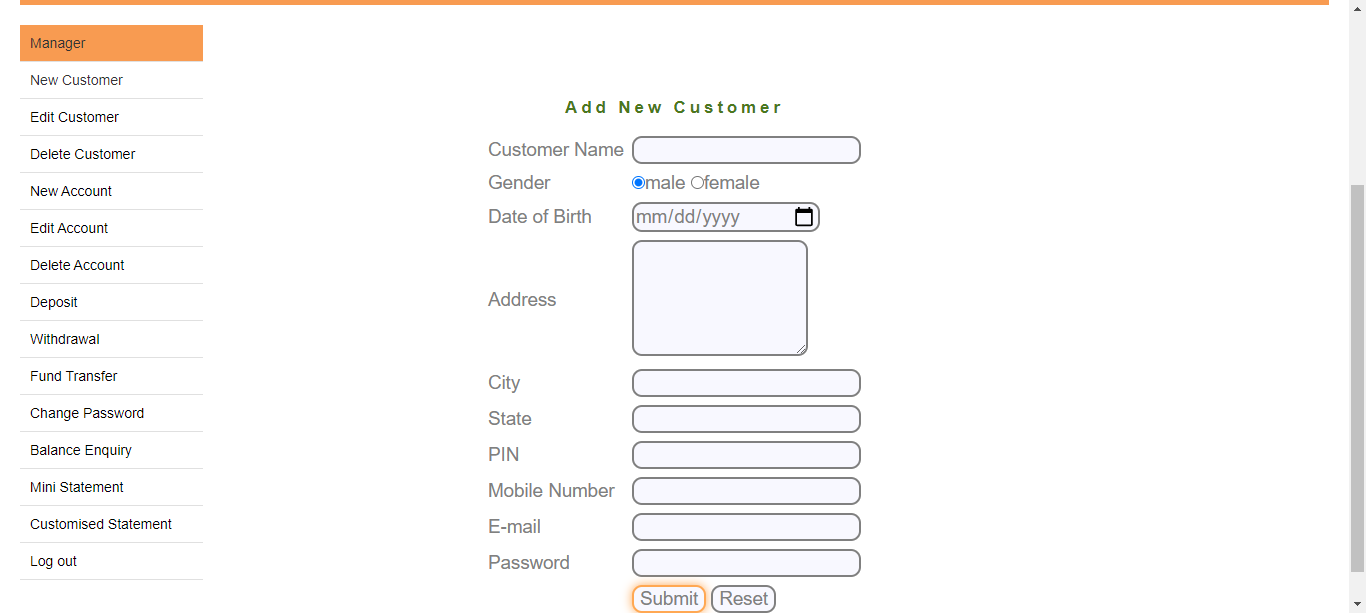 Manager
New Customer
Edit Customer
Delete Customer
New Account
Edit Account
Delete Account
Deposit
Withdrawal
Fund Transfer
Change Password
Balance Enquiry
Mini Statement
Customised Statement
Log out
Add New Customer
Customer Name
Gender male female
Date of Birth mm/dd/yyyy
Address
City
State
PIN
Mobile Number
E-mail
Password
Submit Reset